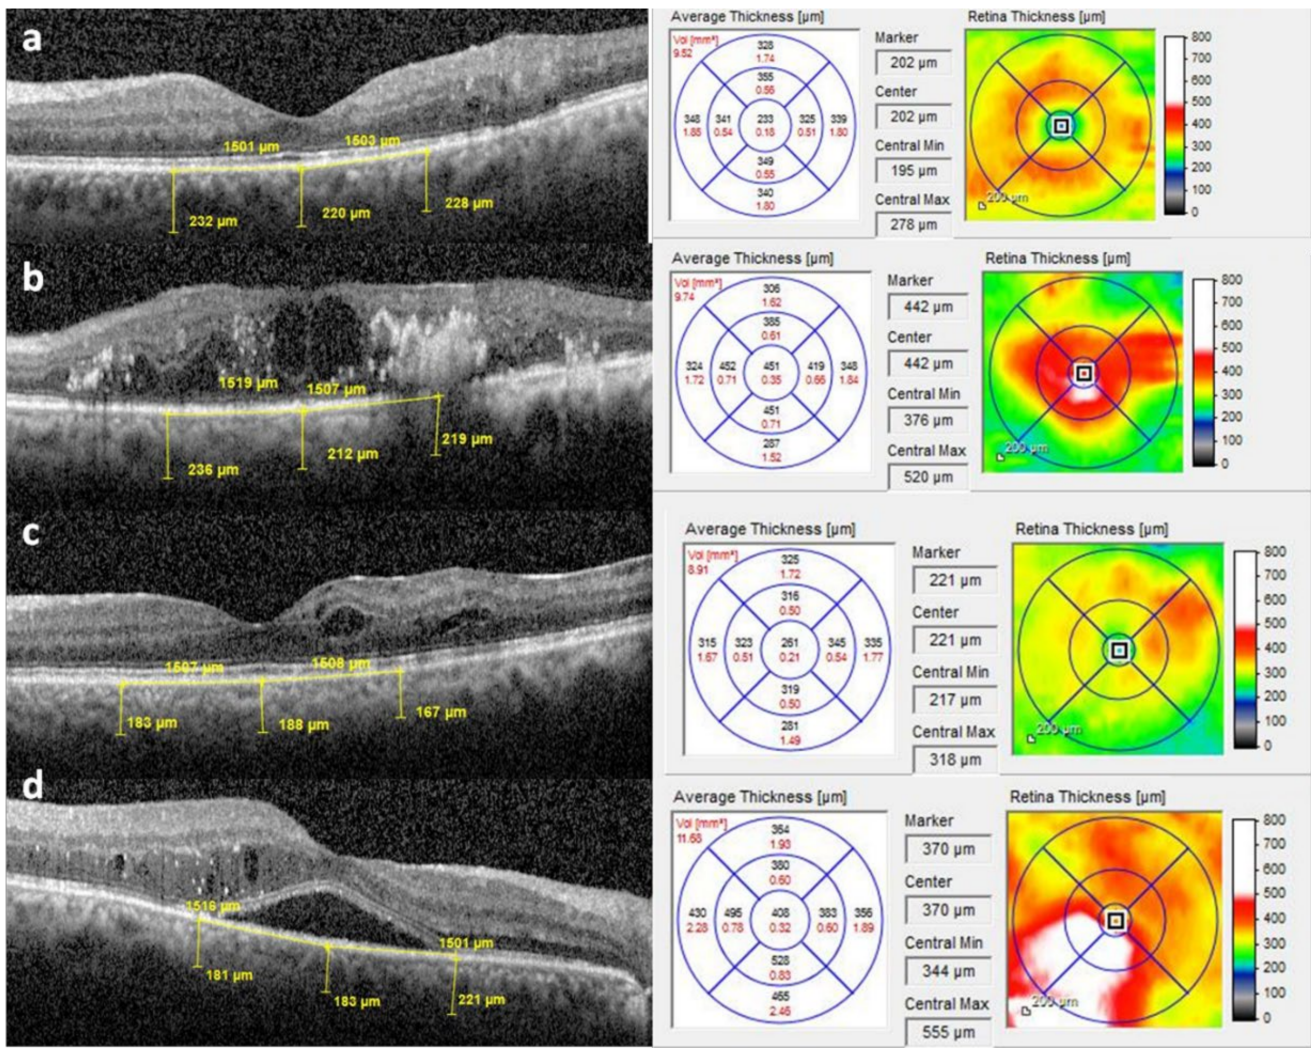 a
1501 µm 1503 µm
232 µm 220 µm 228 µm
Average Thickness [µm]
Vol [mm³]
9.52
328
1.74
355
0.56
348 341 233 325 339
1.85 0.54 0.18 0.51 1.80
349
0.55
340
1.80
Marker
202 µm
Center
202 µm
Central Min
195 µm
Central Max
278 µm
Retina Thickness [µm]
200 µm
800
700
600
500
400
300
200
100
0
b
1519 µm 1507 µm
236 µm 212 µm 219 µm
Average Thickness [µm]
Vol [mm³]
9.74
306
1.62
385
0.61
324 452 451 419 348
1.72 0.71 0.35 0.66 1.84
451
0.71
287
1.52
Marker
442 µm
Center
442 µm
Central Min
376 µm
Central Max
520 µm
Retina Thickness [µm]
200 µm
800
700
600
500
400
300
200
100
0
c
1507 µm 1508 µm
183 µm 188 µm 167 µm
Average Thickness [µm]
Vol [mm³]
8.91
325
1.72
316
0.50
315 323 261 345 335
1.67 0.51 0.21 0.54 1.77
319
0.50
281
1.49
Marker
221 µm
Center
221 µm
Central Min
217 µm
Central Max
318 µm
Retina Thickness [µm]
200 µm
800
700
600
500
400
300
200
100
0
d
1516 µm 1501 µm
181 µm 183 µm 221 µm
Average Thickness [µm]
Vol [mm³]
11.58
364
1.93
380
0.60
430 495 408 383 356
2.28 0.78 0.32 0.60 1.89
528
0.83
465
2.46
Marker
370 µm
Center
370 µm
Central Min
344 µm
Central Max
555 µm
Retina Thickness [µm]
200 µm
800
700
600
500
400
300
200
100
0